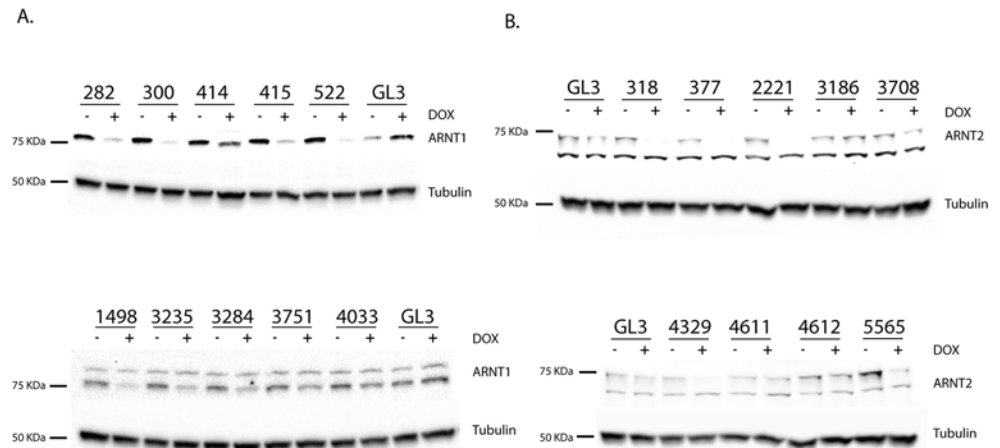 A.
282 300 414 415 522 GL3
- + - + - + - + - + - + DOX
75 KDa ARNT1
50 KDa Tubulin
1498 3235 3284 3751 4033 GL3
- + - + - + - + - + - + DOX
ARNT1
75 KDa
50 KDa Tubulin
B.
GL3 318 377 2221 3186 3708
- + - + - + - + - + - + DOX
75 KDa ARNT2
50 KDa Tubulin
GL3 4329 4611 4612 5565
- + - + - + - + - + DOX
75 KDa ARNT2
50 KDa Tubulin